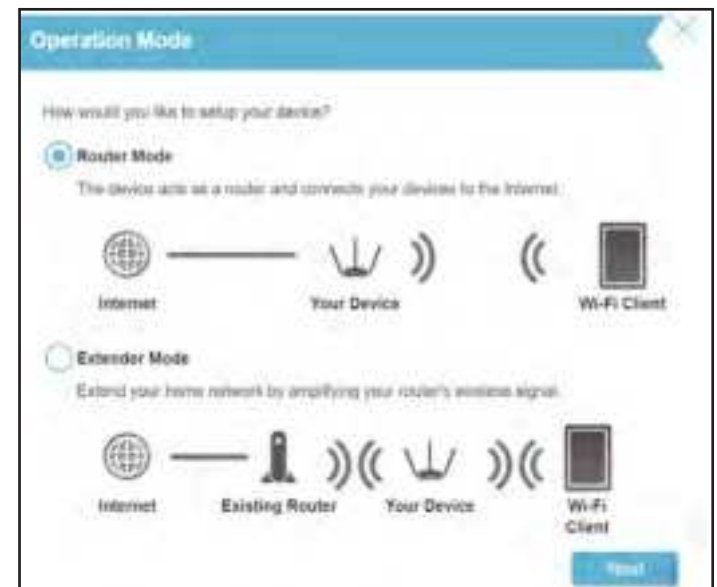 Operation Mode
How would you like to setup your device?
Router Mode
The device acts as a router and connects your devices to the Internet.
Internet
Your Device
Wi-Fi Client
Extender Mode
Extend your home network by amplifying your router's wireless signal.
Internet
Existing Router
Your Device
Wi-Fi
Client
Next